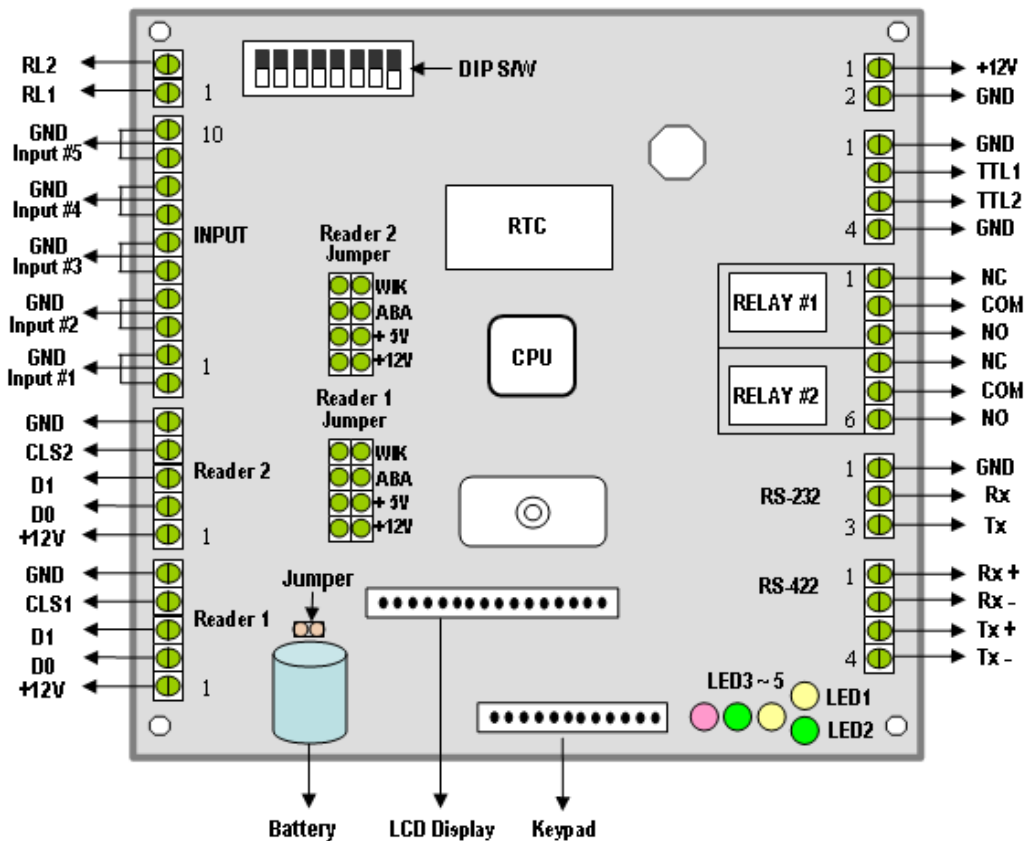 RL2
RL1
1
GND
Input #5
10
GND
Input #4
GND
Input #3
INPUT
GND
Input #2
GND
Input #1
1
GND
CLS2
D1
D0
+12V
Reader 2
1
GND
CLS1
D1
D0
+12V
Reader 1
1
DIP S/W
RTC
Reader 2
Jumper
WIK
ABA
+ 5V
+12V
CPU
Reader 1
Jumper
WIK
ABA
+ 5V
+12V
Jumper
Battery
LCD Display
Keypad
1
+12V
2
GND
1
GND
TTL1
TTL2
4
GND
RELAY #1
1
NC
COM
NO
RELAY #2
NC
COM
6
NO
RS-232
1
GND
Rx
3
Tx
RS-422
1
Rx +
Rx -
Tx +
4
Tx -
LED3 ~ 5
LED1
LED2